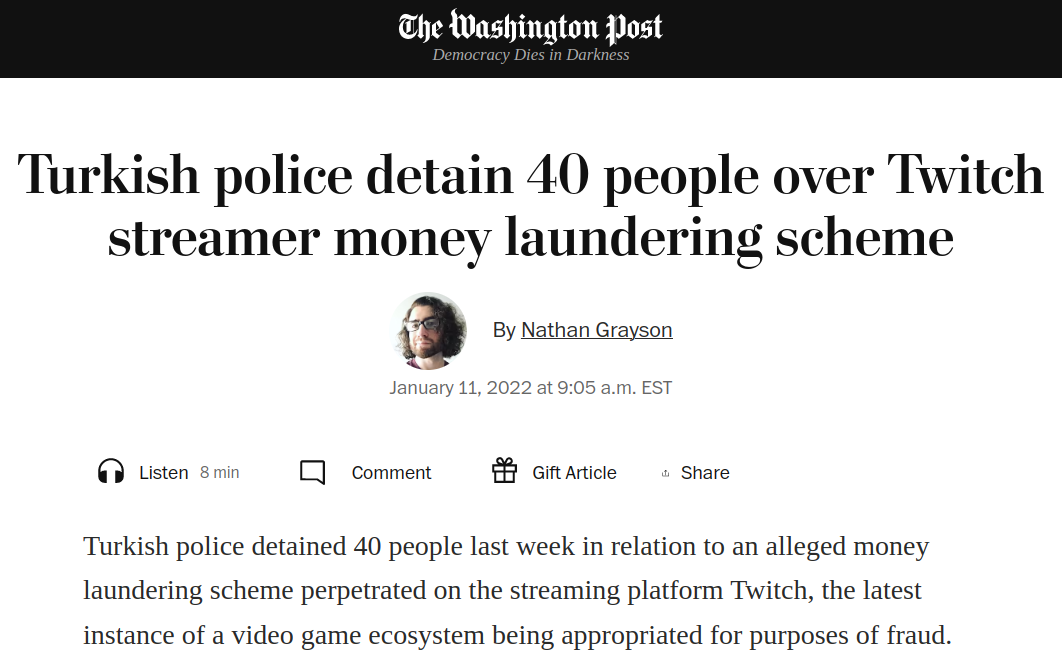 The Washington Post
Democracy Dies in Darkness
Turkish police detain 40 people over Twitch
streamer money laundering scheme
By Nathan Grayson
January 11, 2022 at 9:05 a.m. EST
Listen 8 min Comment Gift Article Share
Turkish police detained 40 people last week in relation to an alleged money
laundering scheme perpetrated on the streaming platform Twitch, the latest
instance of a video game ecosystem being appropriated for purposes of fraud.